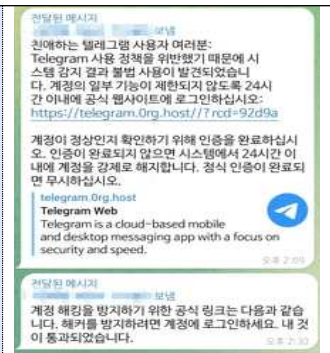 전달된 메시지
보냄
친애하는 텔레그램 사용자 여러분:
Telegram 사용 정책을 위반했기 때문에 시
스템 감지 결과 불법 사용이 발견되었습니
다. 계정의 일부 기능이 제한되지 않도록 24시
간 이내에 공식 웹사이트에 로그인하십시오:
https://telegram.0rg.host//?rcd=92d9a
계정이 정상인지 확인하기 위해 인증을 완료하십시
오. 인증이 완료되지 않으면 시스템에서 24시간 이
내에 계정을 강제로 해지합니다. 정식 인증이 완료되
면 무시하십시오.
telegram.0rg.host
Telegram Web
Telegram is a cloud-based mobile
and desktop messaging app with a focus on
security and speed.
오후 2:05
전달된 메시지
보냄
계정 해킹을 방지하기 위한 공식 링크는 다음과 같습
니다. 해커를 방지하려면 계정에 로그인하세요. 내 것
이 통과되었습니다.
오후 2:30